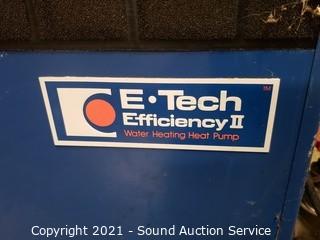 E•Tech
TM
Efficiency II
Water Heating Heat Pump
Copyright 2021 - Sound Auction Service